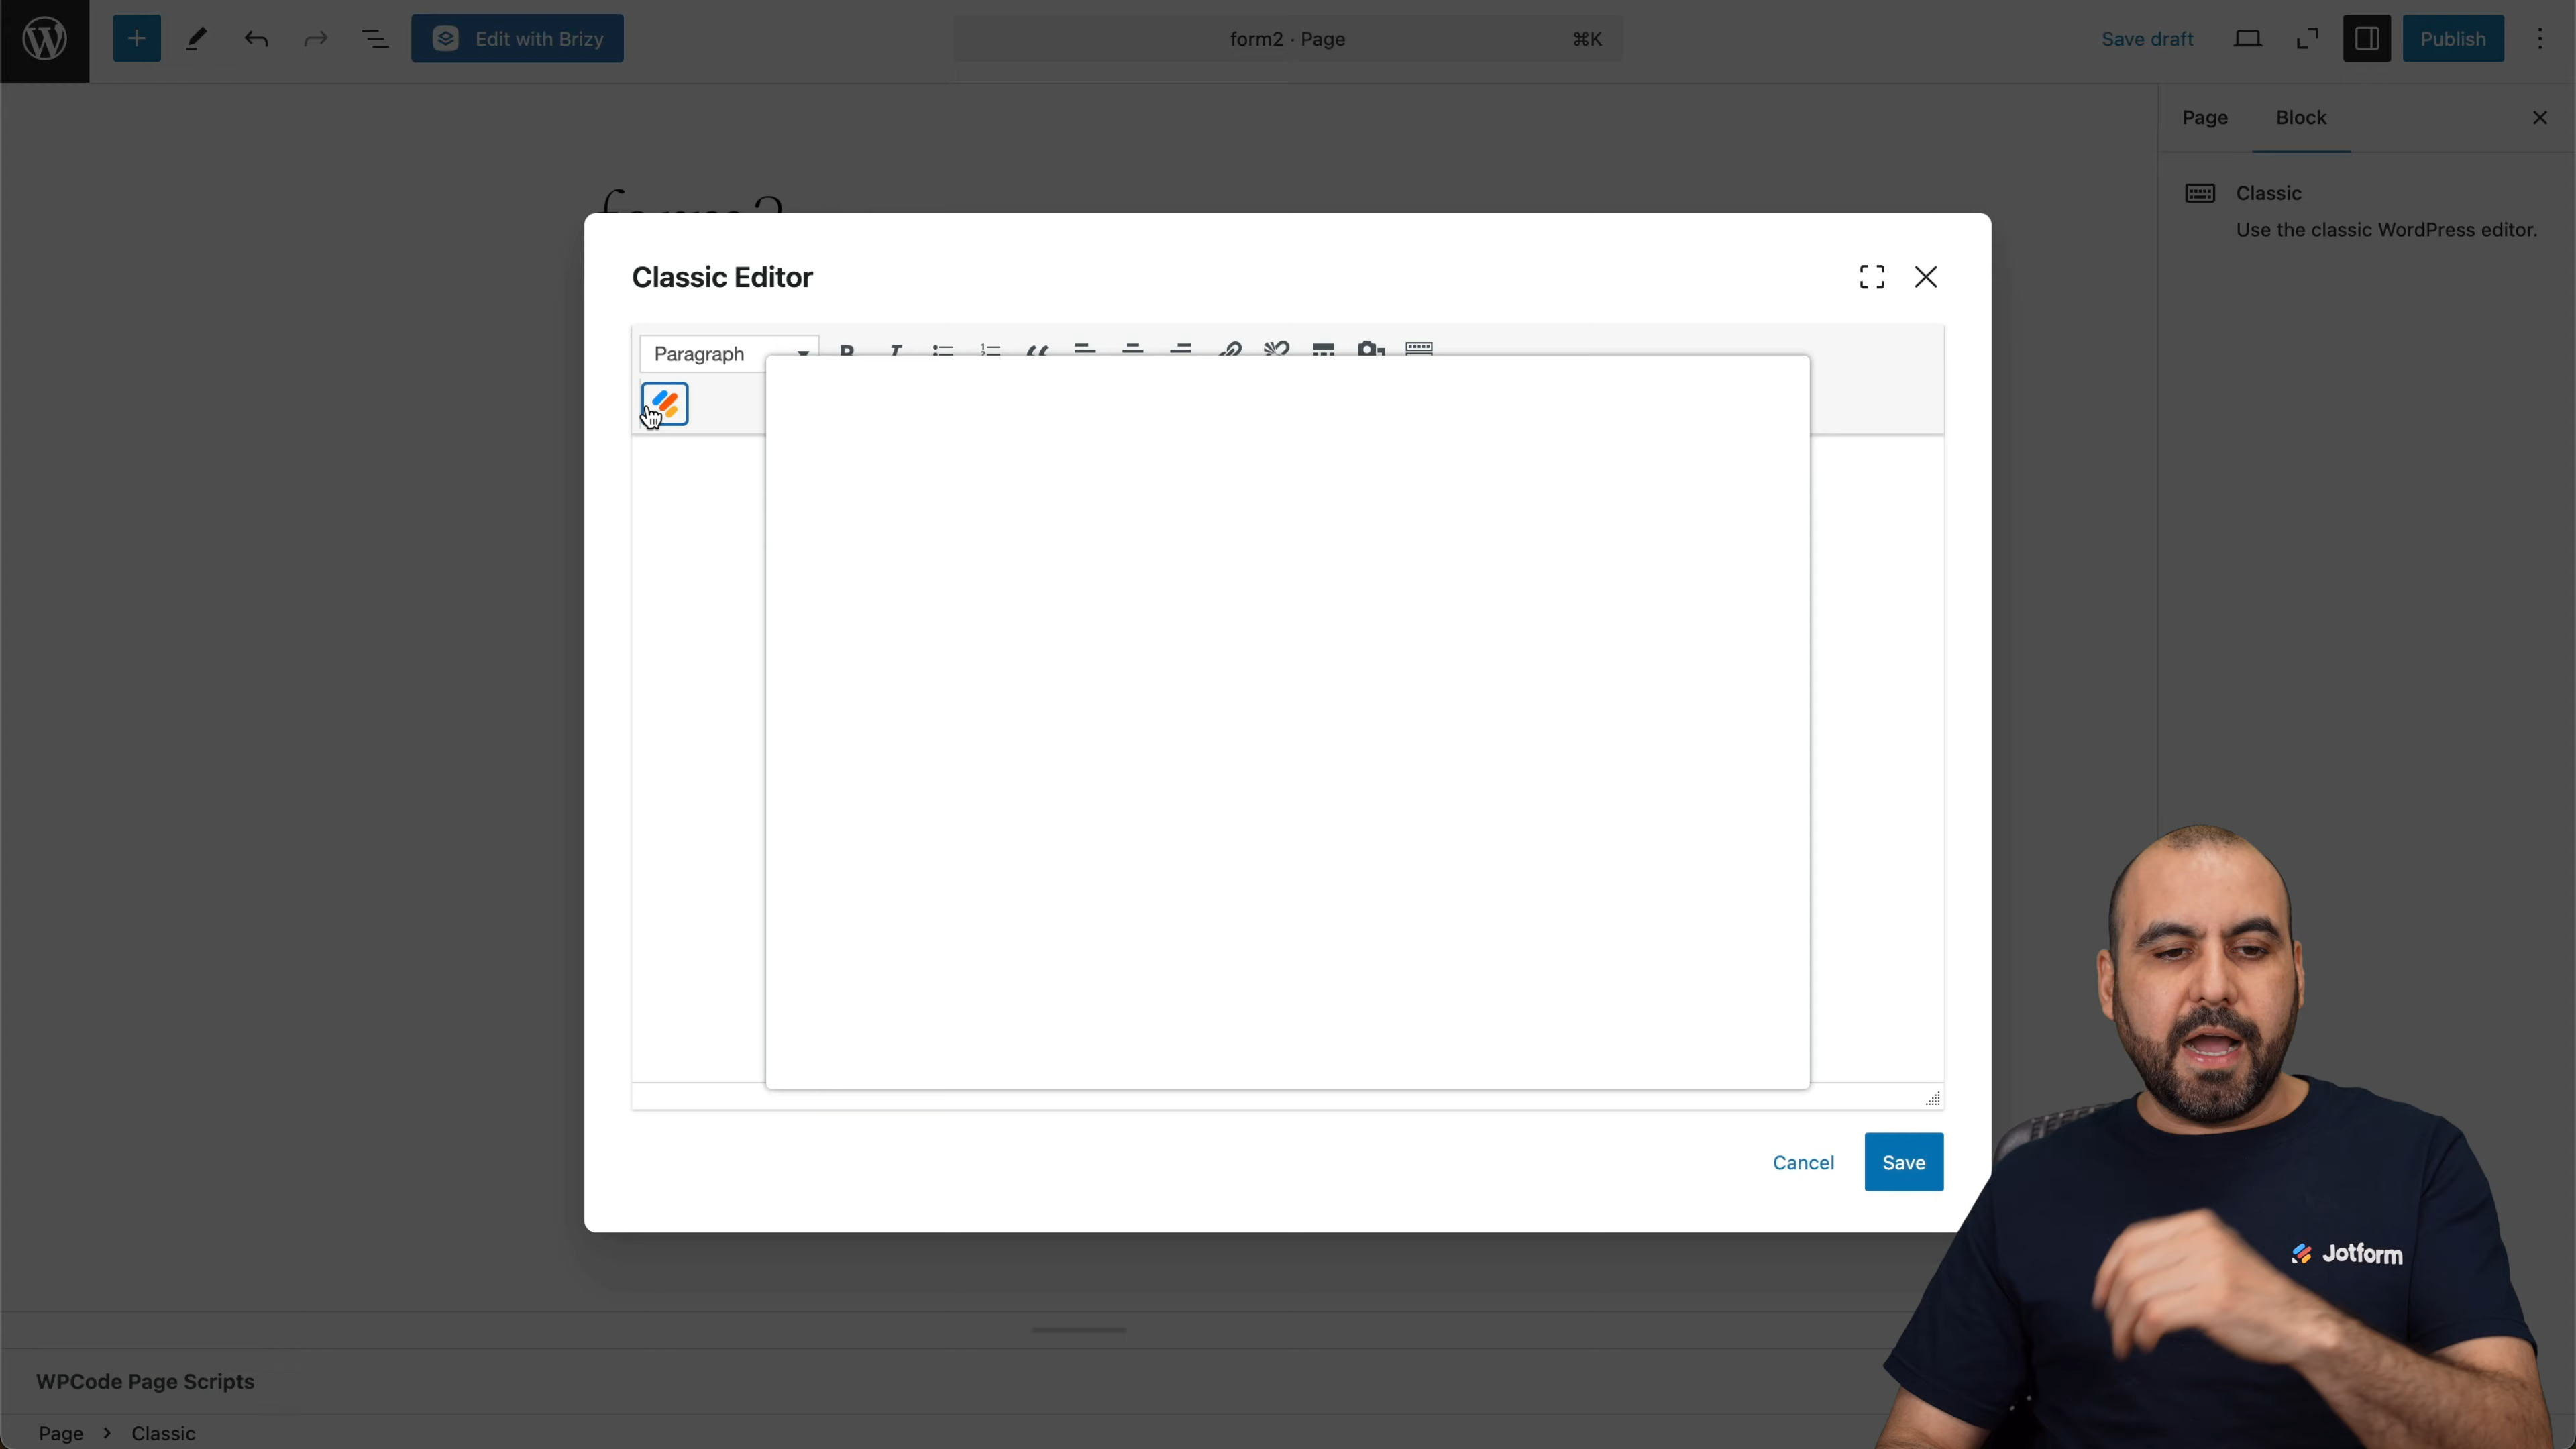 Edit with Brizy
form2 · Page
⌘K
Save draft
Publish
Page
Block
Classic
Use the classic WordPress editor.
Classic Editor
Paragraph
Cancel
Save
Jotform
WPCode Page Scripts
Page > Classic